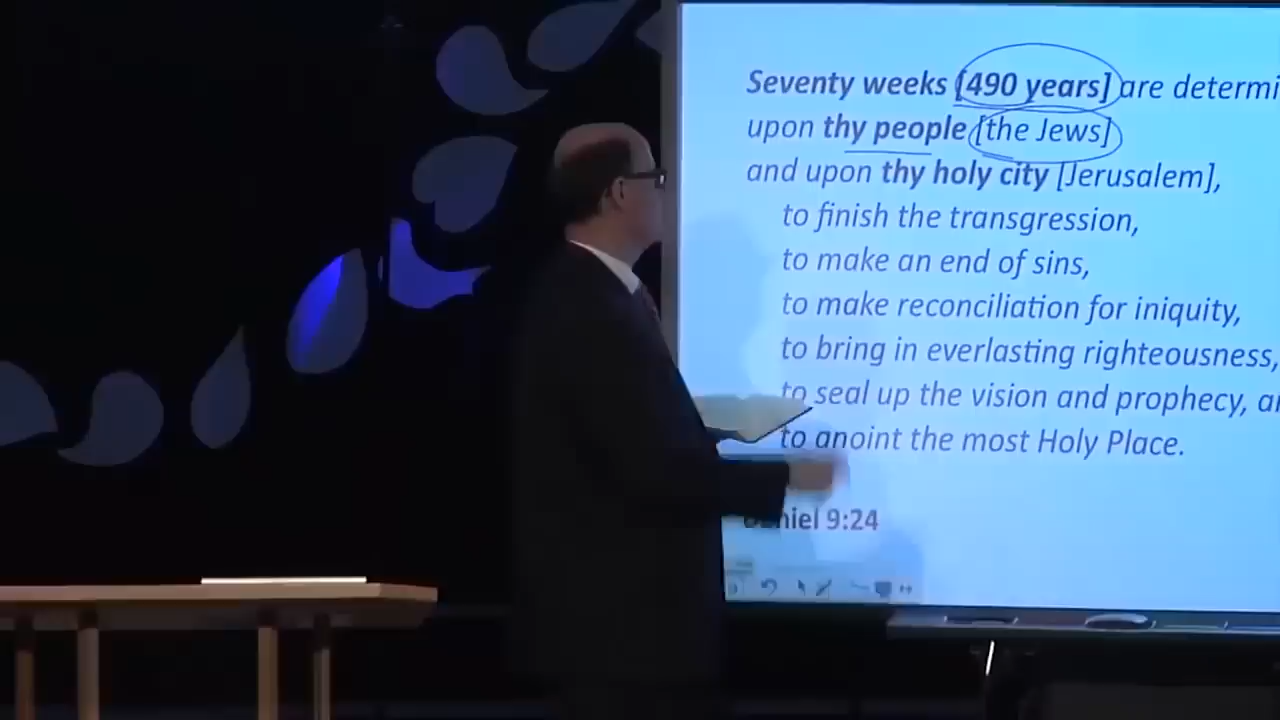 Seventy weeks [490 years] are determi
upon thy people [the Jews]
and upon thy holy city [Jerusalem],
to finish the transgression,
to make an end of sins,
to make reconciliation for iniquity,
to bring in everlasting righteousness,
to seal up the vision and prophecy, a
to anoint the most Holy Place.
Daniel 9:24